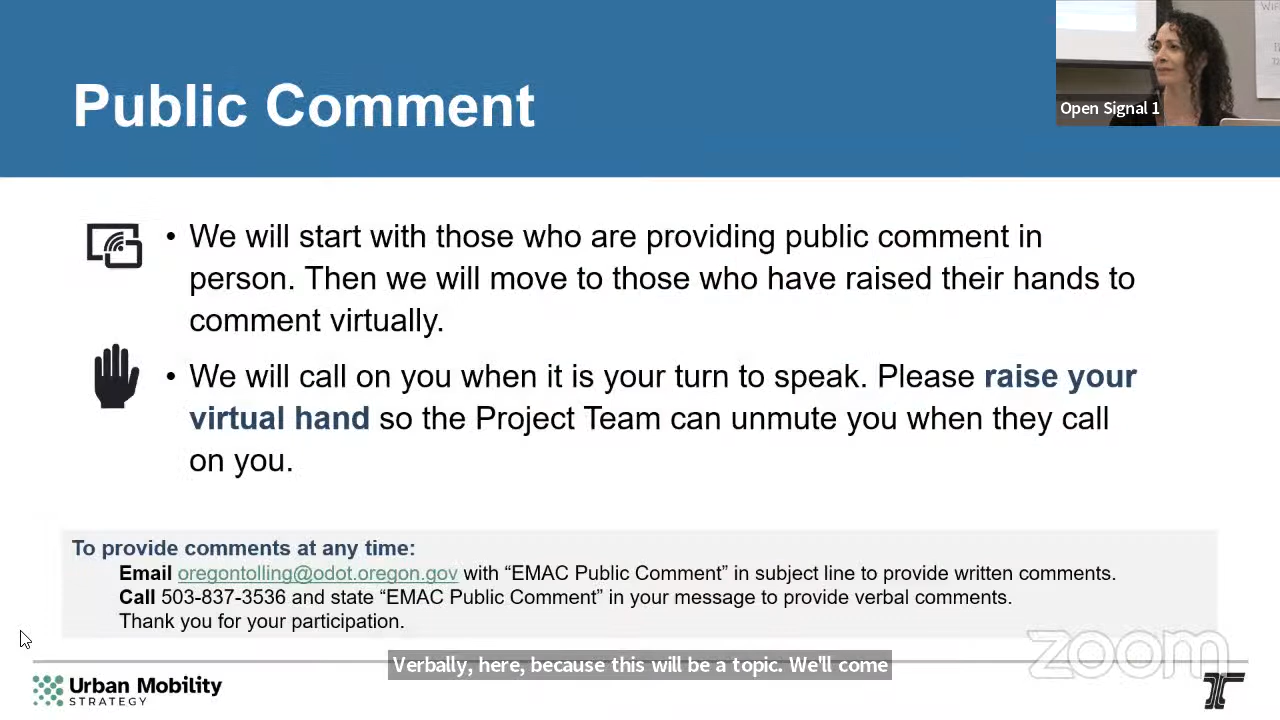 Public Comment
Open Signal 1
• We will start with those who are providing public comment in
person. Then we will move to those who have raised their hands to
comment virtually.
• We will call on you when it is your turn to speak. Please raise your
virtual hand so the Project Team can unmute you when they call
on you.
To provide comments at any time:
Email oregontolling@odot.oregon.gov with “EMAC Public Comment” in subject line to provide written comments.
Call 503-837-3536 and state “EMAC Public Comment” in your message to provide verbal comments.
Thank you for your participation.
zoom
Verbally, here, because this will be a topic. We'll come
Urban Mobility
STRATEGY